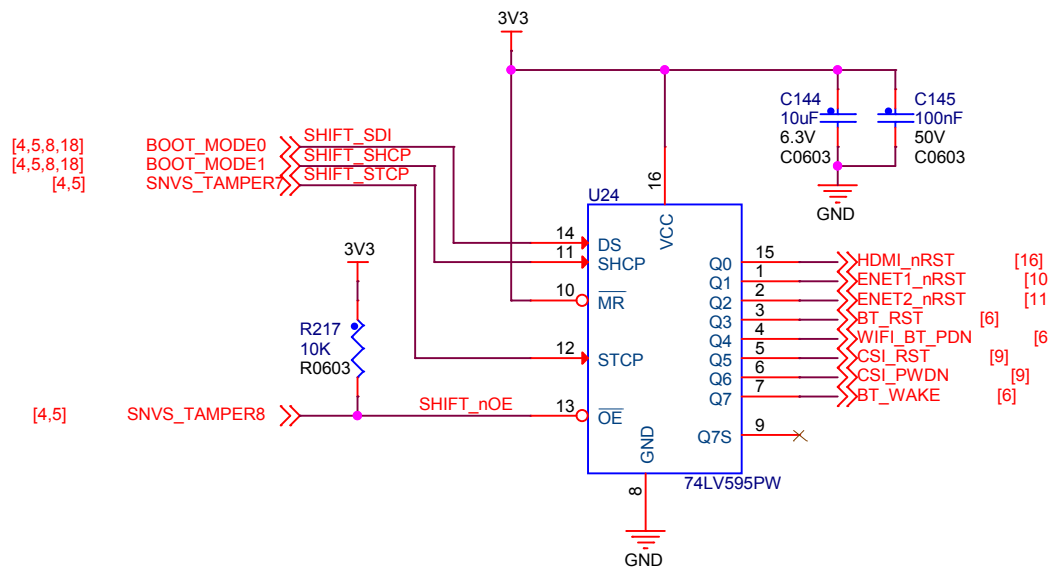 3V3
C144
10uF
6.3V
C0603
C145
100nF
50V
C0603
GND
[4,5,8,18] BOOT_MODE0 SHIFT_SDI
[4,5,8,18] BOOT_MODE1 SHIFT_SHCP
[4,5] SNVS_TAMPER7 SHIFT_STCP
3V3
R217
10K
R0603
[4,5] SNVS_TAMPER8 SHIFT_nOE
U24
16
VCC
14 DS
11 SHCP
10 MR
12 STCP
13 OE
GND
8
GND
Q0 15 HDMI_nRST [16]
Q1 1 ENET1_nRST [10
Q2 2 ENET2_nRST [11
Q3 3 BT_RST [6]
Q4 4 WIFI_BT_PDN [6
Q5 5 CSI_RST [9]
Q6 6 CSI_PWDN [9]
Q7 7 BT_WAKE [6]
Q7S 9
74LV595PW